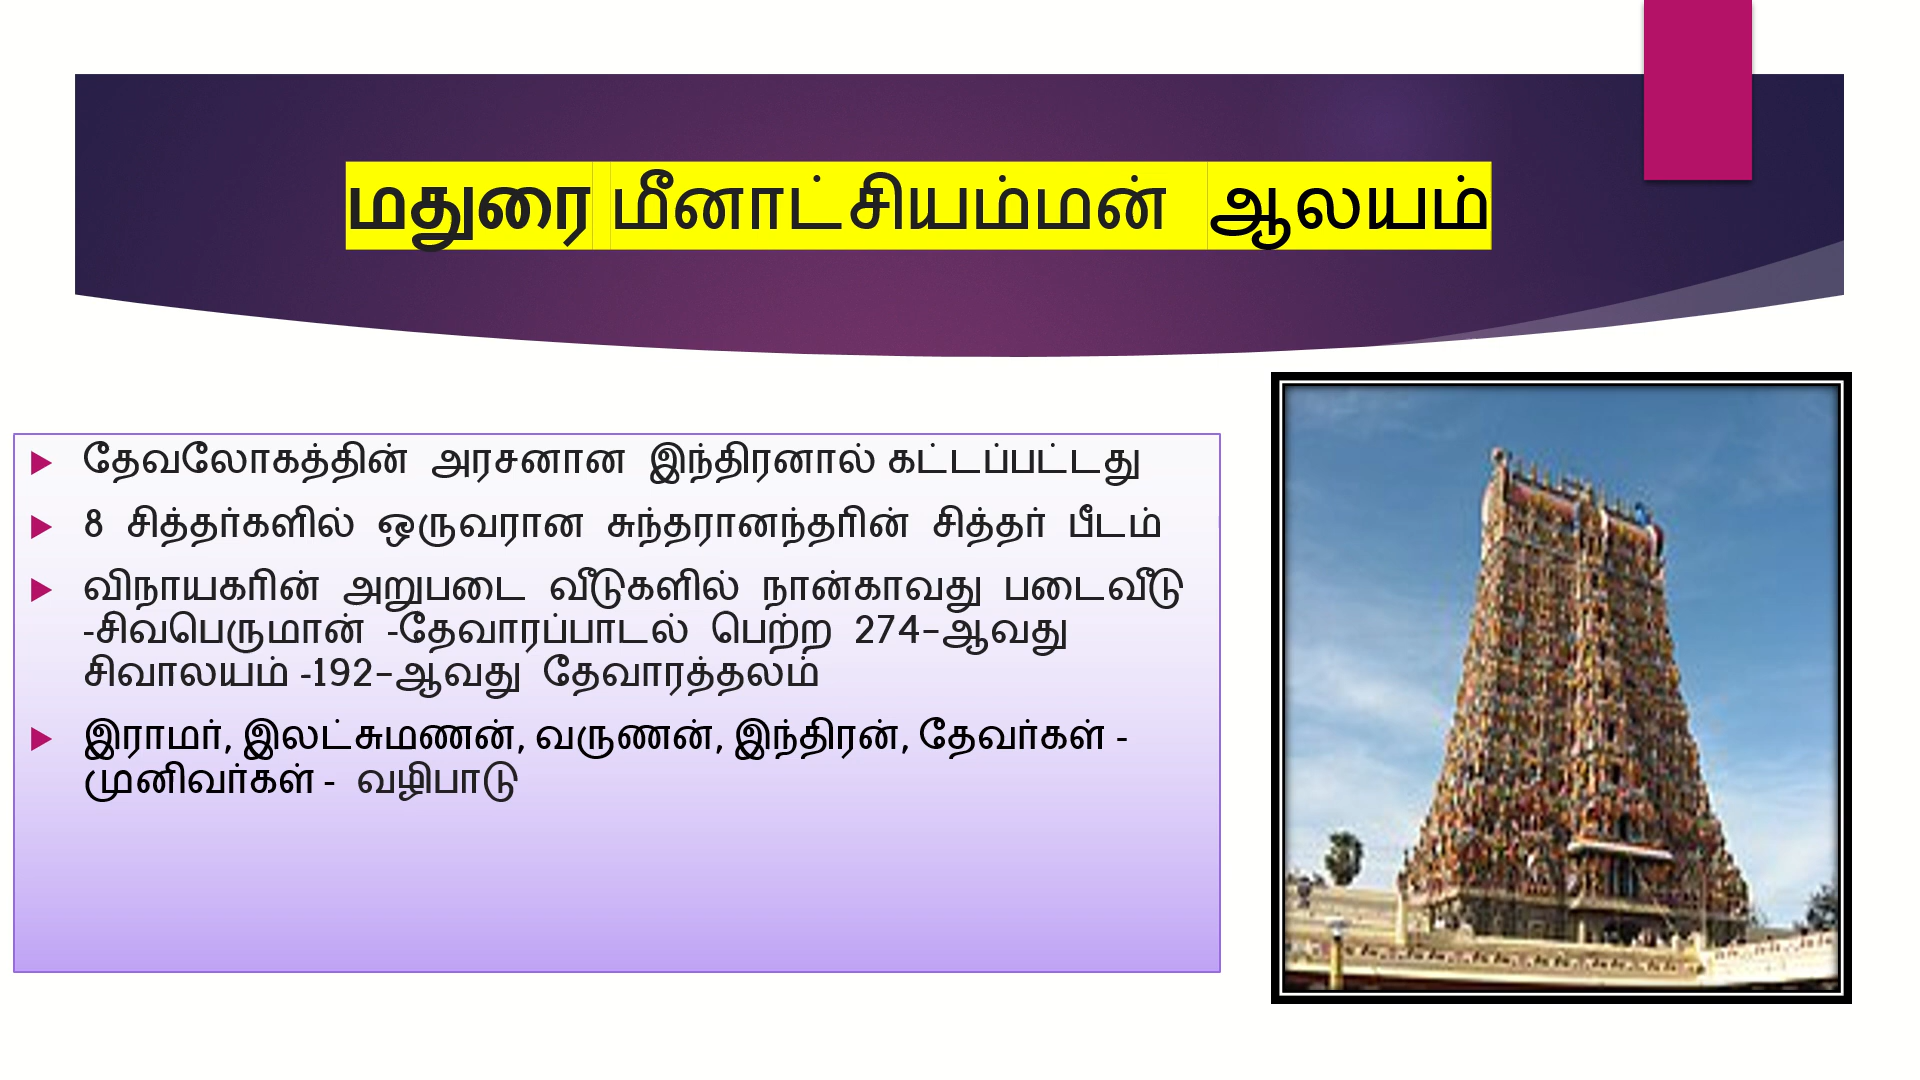 மதுரை மீனாட்சியம்மன் ஆலயம்
தேவலோகத்தின் அரசனான இந்திரனால் கட்டப்பட்டது
8 சித்தர்களில் ஒருவரான சுந்தரானந்தரின் சித்தர் பீடம்
விநாயகரின் அறுபடை வீடுகளில் நான்காவது படைவீடு
-சிவபெருமான் -தேவாரப்பாடல் பெற்ற 274-ஆவது
சிவாலயம் -192-ஆவது தேவாரத்தலம்
இராமர், இலட்சுமணன், வருணன், இந்திரன், தேவர்கள் -
முனிவர்கள் - வழிபாடு